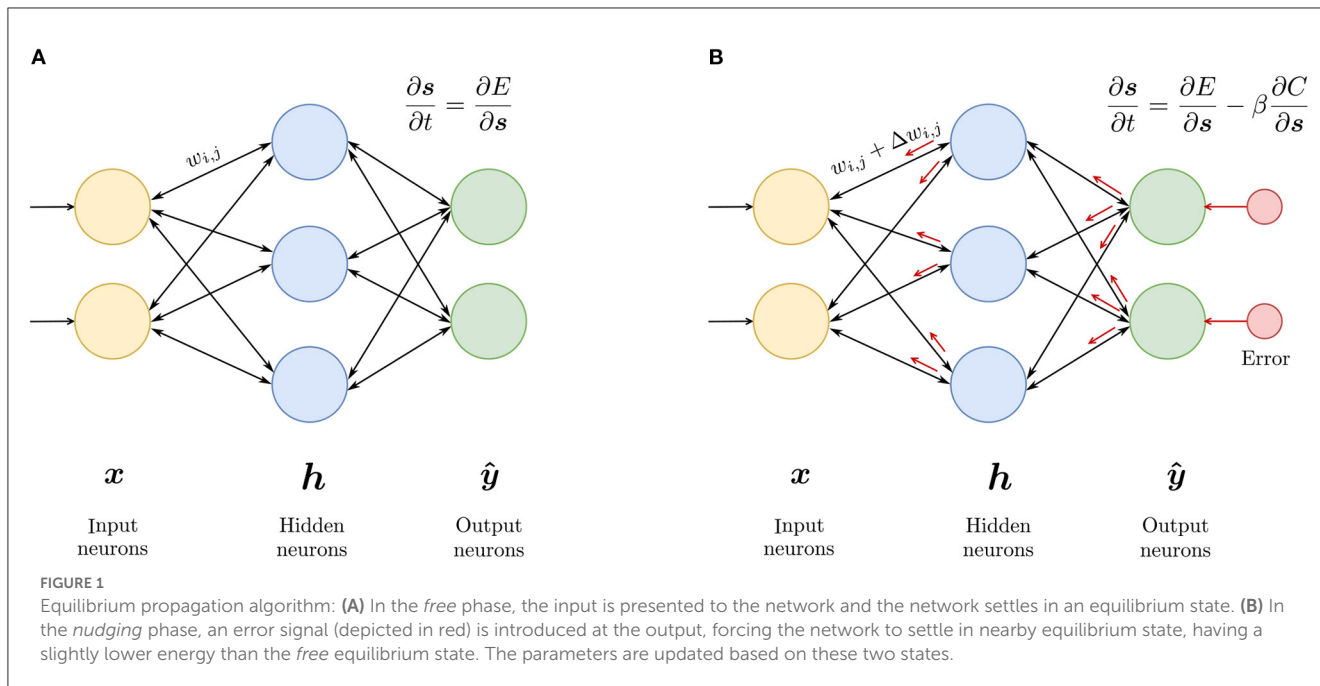 A
∂s/∂t = ∂E/∂s
w_{i,j}
x
h
ŷ
Input
neurons
Hidden
neurons
Output
neurons
B
∂s/∂t = ∂E/∂s − β ∂C/∂s
w_{i,j} + Δw_{i,j}
Error
x
h
ŷ
Input
neurons
Hidden
neurons
Output
neurons
FIGURE 1
Equilibrium propagation algorithm: (A) In the free phase, the input is presented to the network and the network settles in an equilibrium state. (B) In
the nudging phase, an error signal (depicted in red) is introduced at the output, forcing the network to settle in nearby equilibrium state, having a
slightly lower energy than the free equilibrium state. The parameters are updated based on these two states.